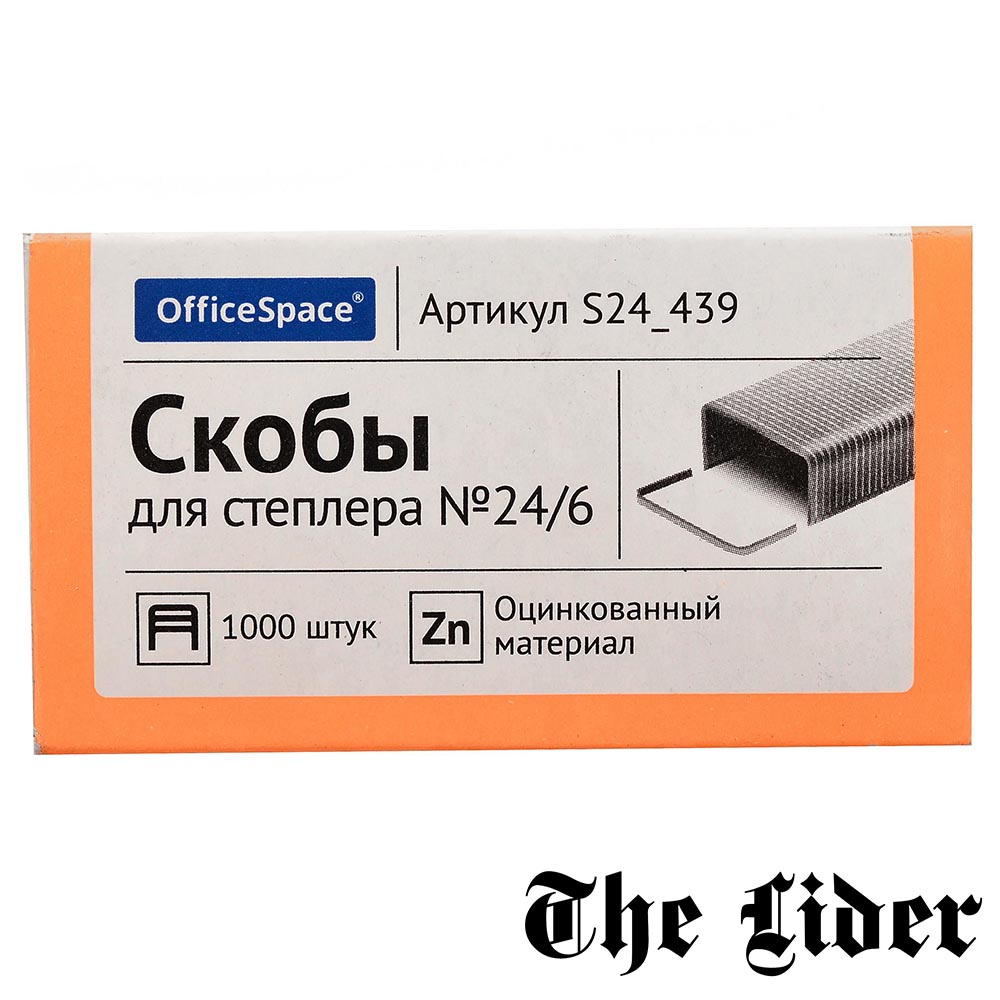 OfficeSpace®
Артикул S24_439
Скобы
для степлера №24/6
1000 штук
Zn
Оцинкованный
материал
The Lider